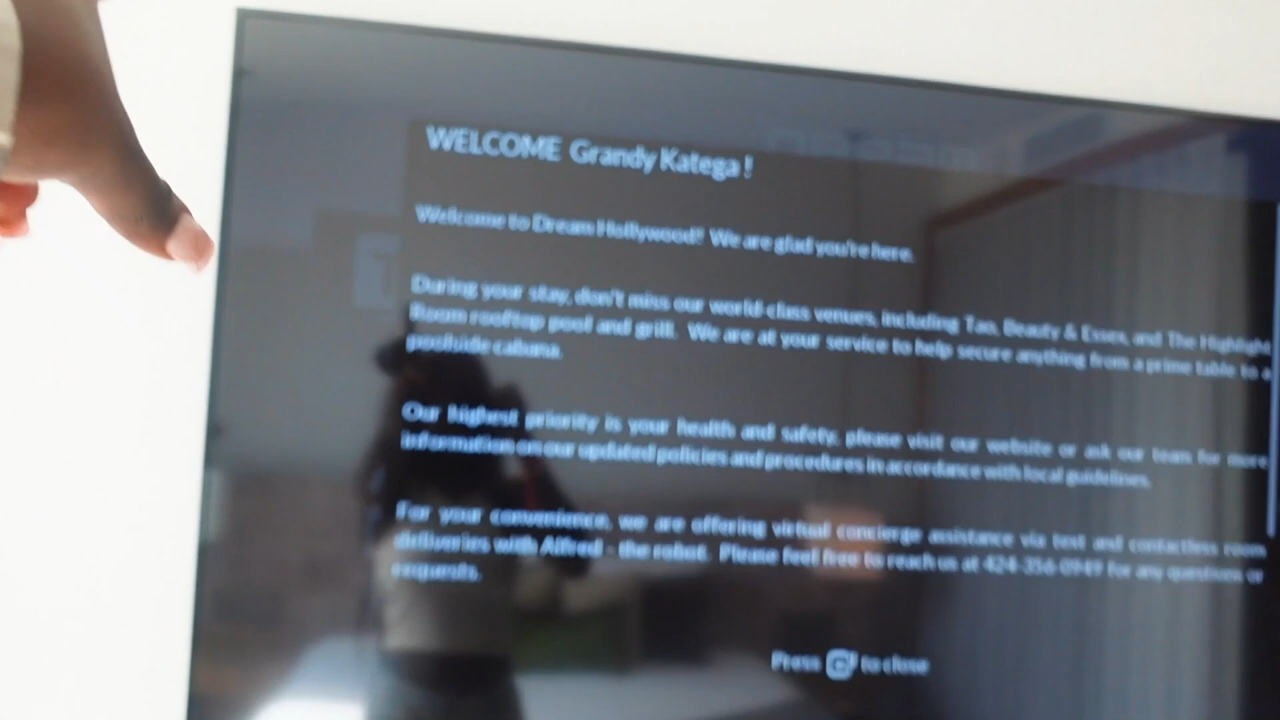 WELCOME Grandy Katega !
Welcome to Dream Hollywood! We are glad you're here.
During your stay, don't miss our world-class venues, including Tao, Beauty & Essex, and The Highlight
Room rooftop pool and grill. We are at your service to help secure anything from a prime table to a
poolside cabana.
Our highest priority is your health and safety, please visit our website or ask our team for more
information on our updated policies and procedures in accordance with local guidelines.
For your convenience, we are offering virtual concierge assistance via text and contactless room
deliveries with Alfred - the robot. Please feel free to reach us at 424-356-0949 for any questions or
requests.
Press to close